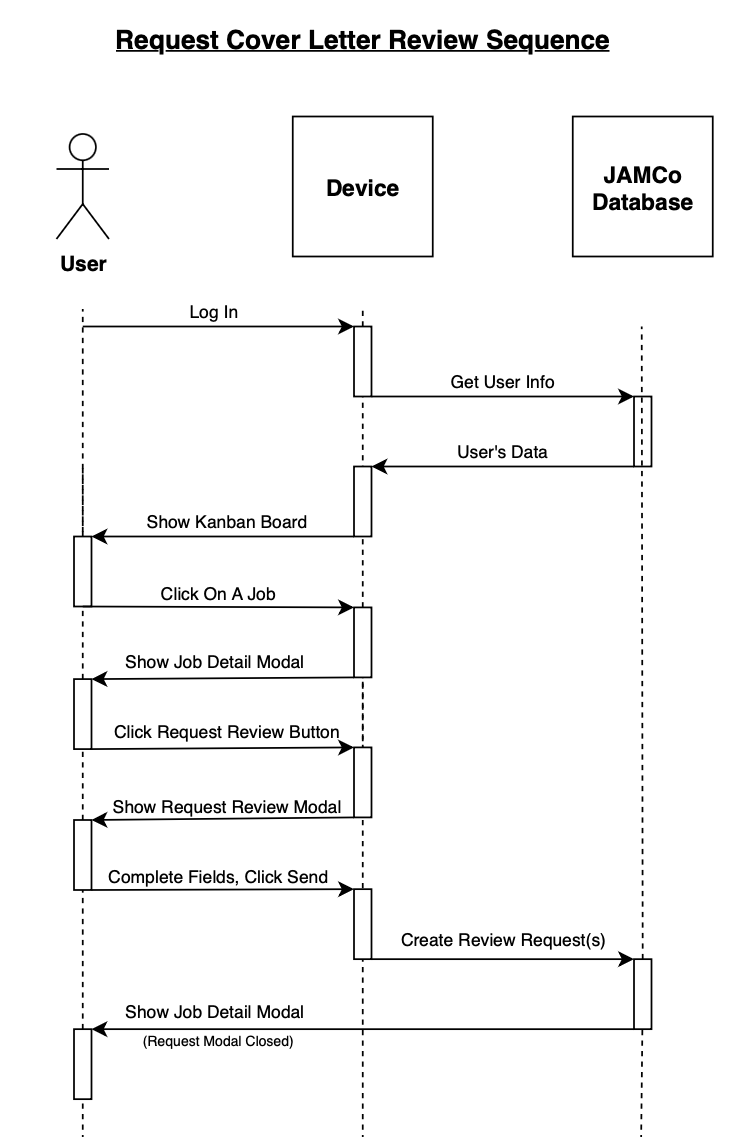 Request Cover Letter Review Sequence
Device
JAMCo
Database
User
Log In
Get User Info
User's Data
Show Kanban Board
Click On A Job
Show Job Detail Modal
Click Request Review Button
Show Request Review Modal
Complete Fields, Click Send
Create Review Request(s)
Show Job Detail Modal
(Request Modal Closed)